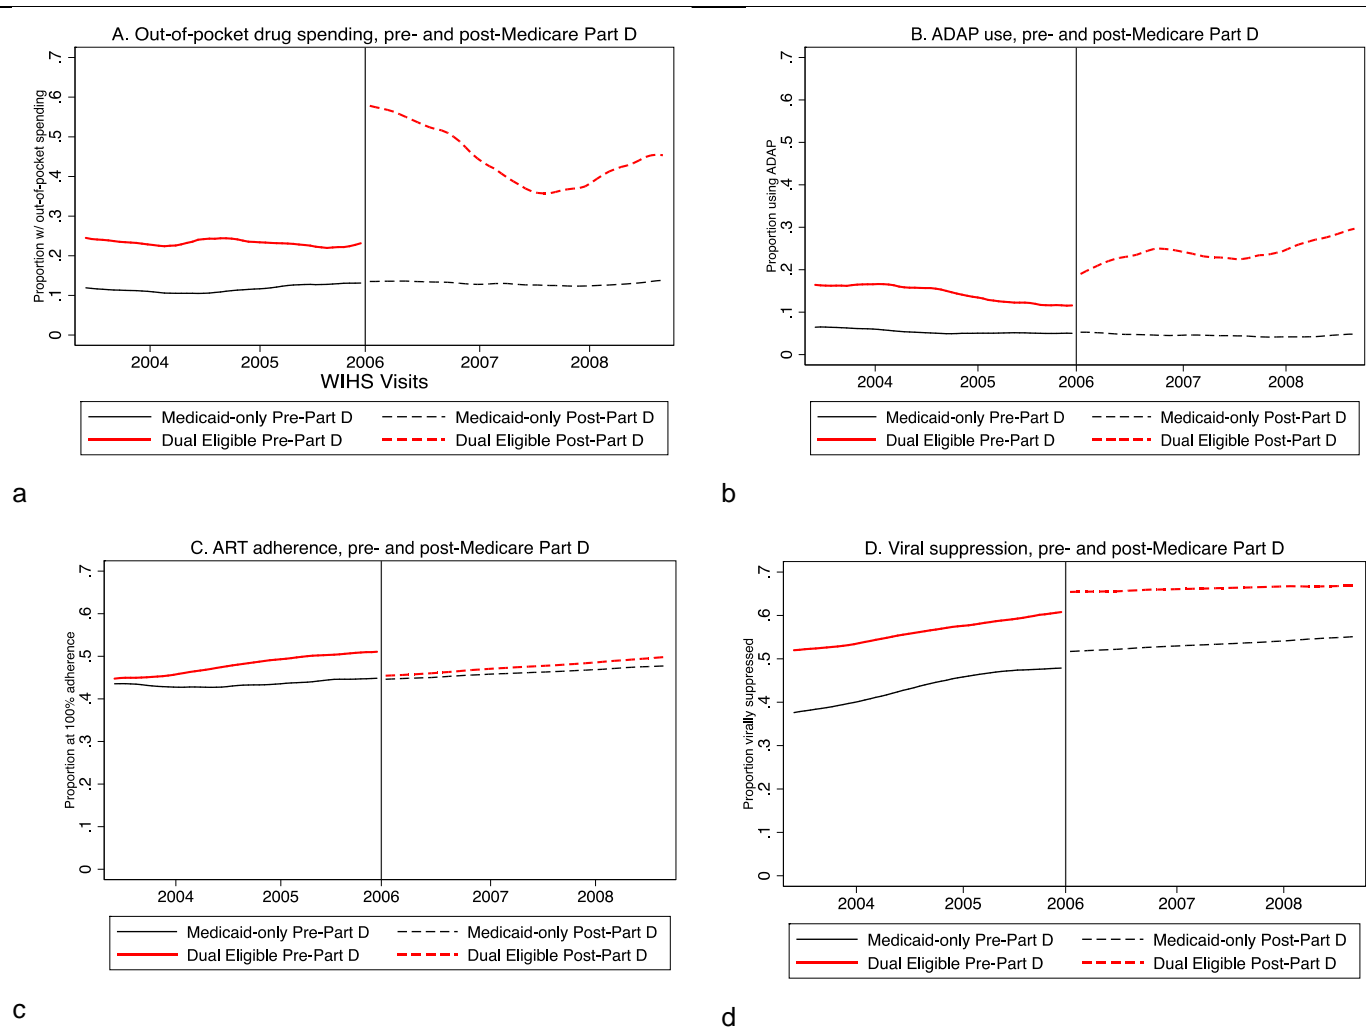 A. Out-of-pocket drug spending, pre- and post-Medicare Part D
Proportion w/ out-of-pocket spending
.7
.6
.5
.4
.3
.2
.1
0
2004 2005 2006 2007 2008
WIHS Visits
Medicaid-only Pre-Part D Medicaid-only Post-Part D
Dual Eligible Pre-Part D Dual Eligible Post-Part D
a
B. ADAP use, pre- and post-Medicare Part D
Proportion using ADAP
.7
.6
.5
.4
.3
.2
.1
0
2004 2005 2006 2007 2008
Medicaid-only Pre-Part D Medicaid-only Post-Part D
Dual Eligible Pre-Part D Dual Eligible Post-Part D
b
C. ART adherence, pre- and post-Medicare Part D
Proportion at 100% adherence
.7
.6
.5
.4
.3
.2
.1
0
2004 2005 2006 2007 2008
Medicaid-only Pre-Part D Medicaid-only Post-Part D
Dual Eligible Pre-Part D Dual Eligible Post-Part D
c
D. Viral suppression, pre- and post-Medicare Part D
Proportion virally suppressed
.7
.6
.5
.4
.3
.2
.1
0
2004 2005 2006 2007 2008
Medicaid-only Pre-Part D Medicaid-only Post-Part D
Dual Eligible Pre-Part D Dual Eligible Post-Part D
d